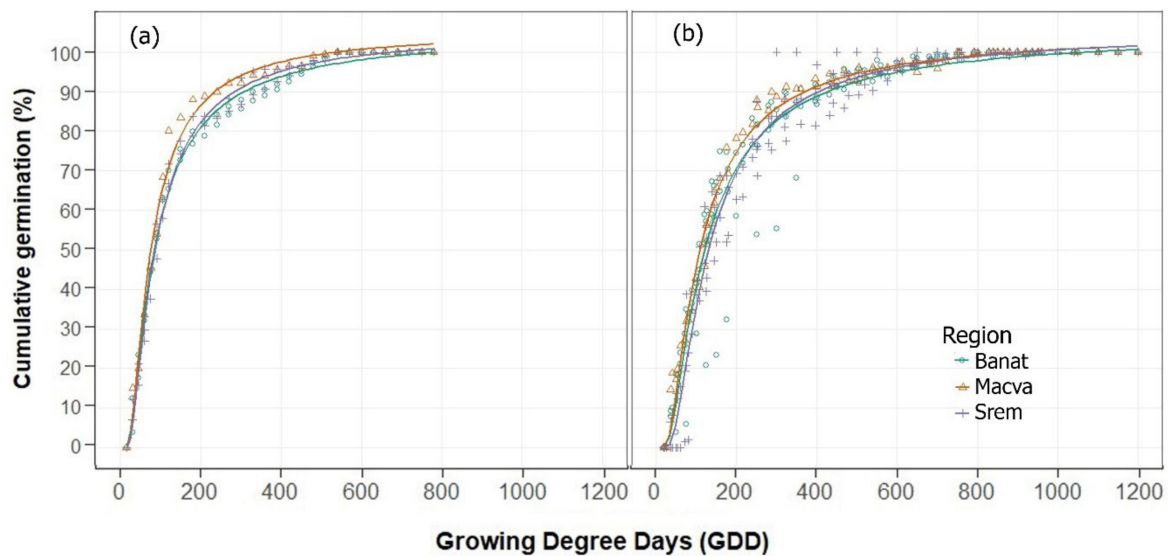 (a)
(b)
Cumulative germination (%)
100
90
80
70
60
50
40
30
20
10
0
Region
Banat
Macva
Srem
0 200 400 600 800 1000 1200
0 200 400 600 800 1000 1200
Growing Degree Days (GDD)